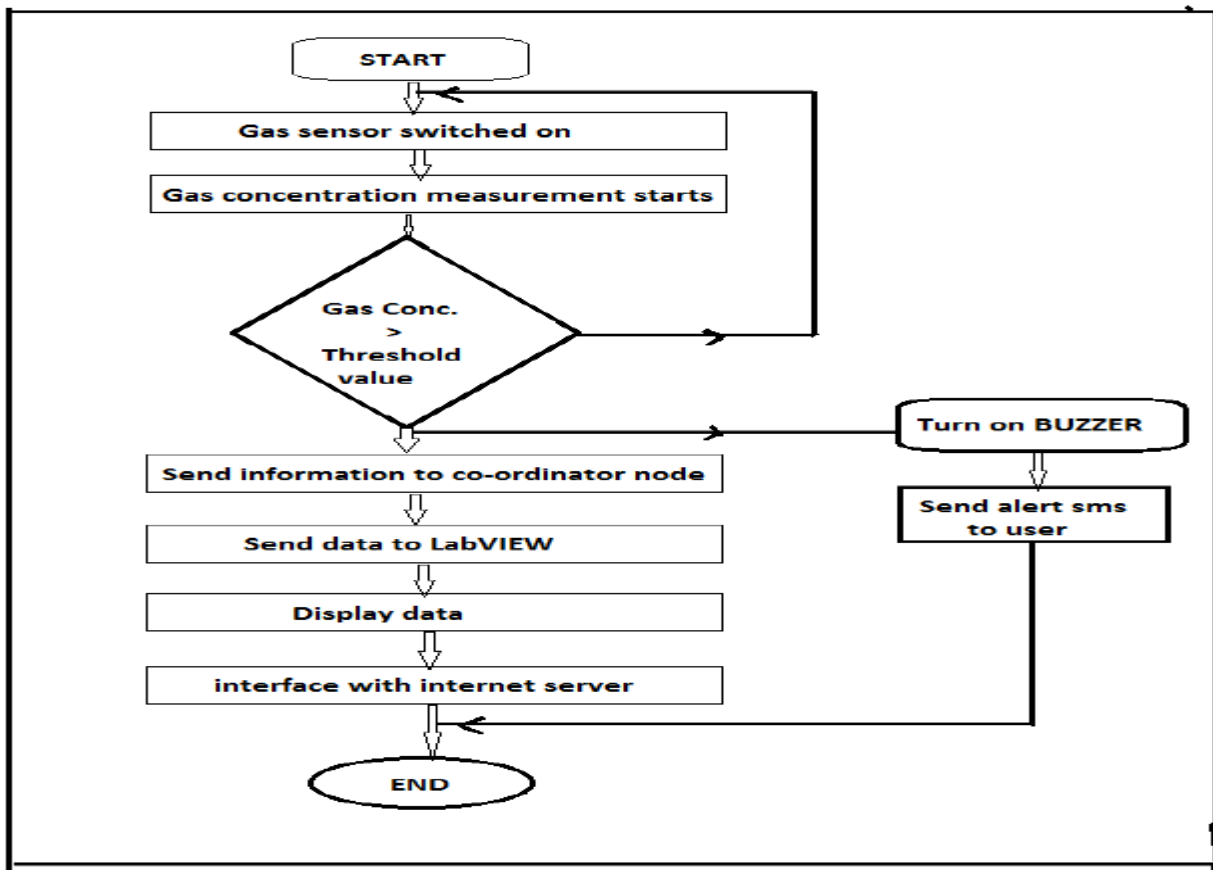 START
Gas sensor switched on
Gas concentration measurement starts
Gas Conc.
>
Threshold
value
Turn on BUZZER
Send information to co-ordinator node
Send alert sms
to user
Send data to LabVIEW
Display data
interface with internet server
END